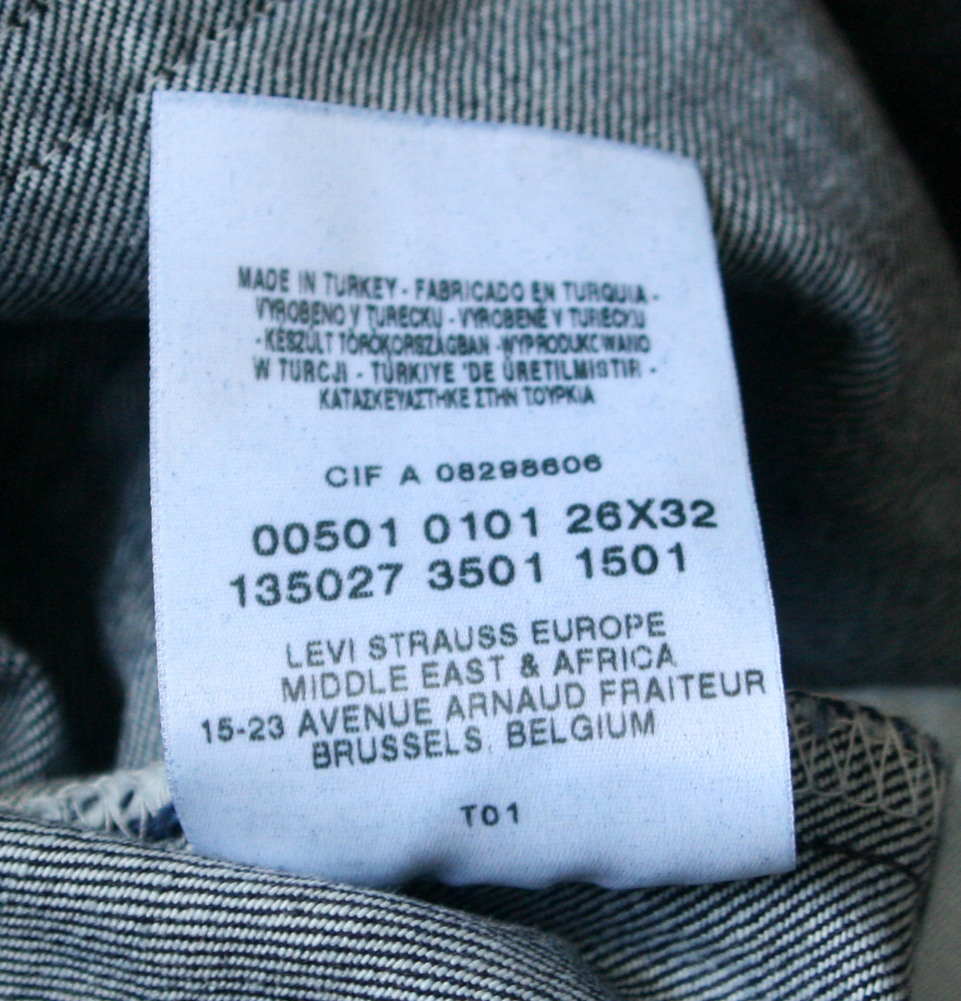 MADE IN TURKEY - FABRICADO EN TURQUIA -
VYROBENO V TURECKU - VYROBENÉ V TURECKU
- KÉSZÜLT TÖRÖKORSZÁGBAN - WYPRODUKCWANO
W TURCJI - TÜRKIYE 'DE ÜRETILMISTIR -
ΚΑΤΑΣΚΕΥΑΣΤΗΚΕ ΣΤΗΝ ΤΟΥΡΚΙΑ
CIF A 08298606
00501 0101 26X32
135027 3501 1501
LEVI STRAUSS EUROPE
MIDDLE EAST & AFRICA
15-23 AVENUE ARNAUD FRAITEUR
BRUSSELS, BELGIUM
T01